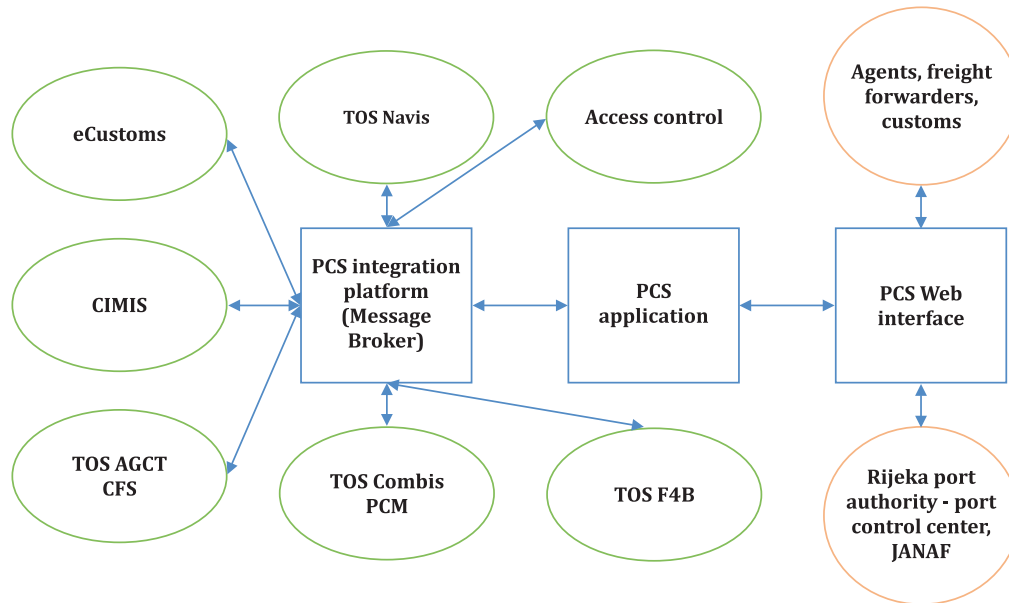 eCustoms
TOS Navis
Access control
Agents, freight
forwarders,
customs
CIMIS
PCS integration
platform
(Message
Broker)
PCS
application
PCS Web
interface
TOS AGCT
CFS
TOS Combis
PCM
TOS F4B
Rijeka port
authority - port
control center,
JANAF